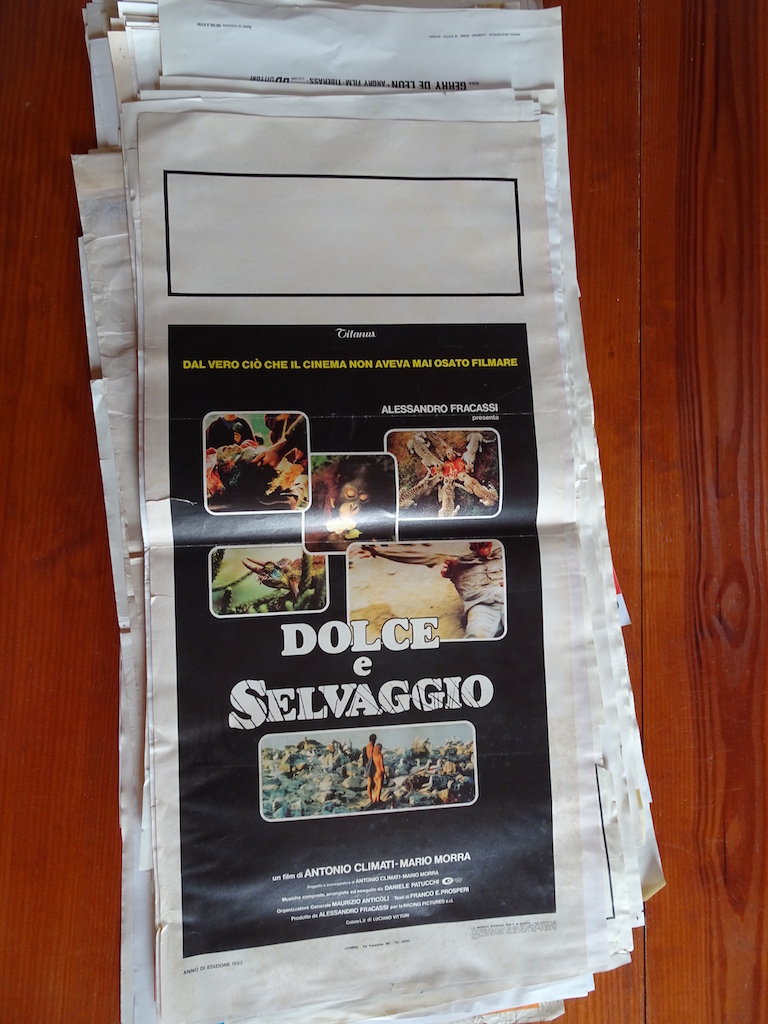 GERRY DE LEON · ANGRY FILM - TIBERASS
Titanus
DAL VERO CIÒ CHE IL CINEMA NON AVEVA MAI OSATO FILMARE
ALESSANDRO FRACASSI
presenta
DOLCE
e
SELVAGGIO
un film di ANTONIO CLIMATI-MARIO MORRA
Soggetto e sceneggiatura di ANTONIO CLIMATI-MARIO MORRA
Musiche composte, arrangiate ed eseguite da DANIELE PATUCCHI
Organizzatore Generale MAURIZIO ANTICOLI Testi di FRANCO E. PROSPERI
Prodotto da ALESSANDRO FRACASSI per la RACING PICTURES s.r.l.
Colore L.V. di LUCIANO VITTORI
ANNO DI EDIZIONE 1983